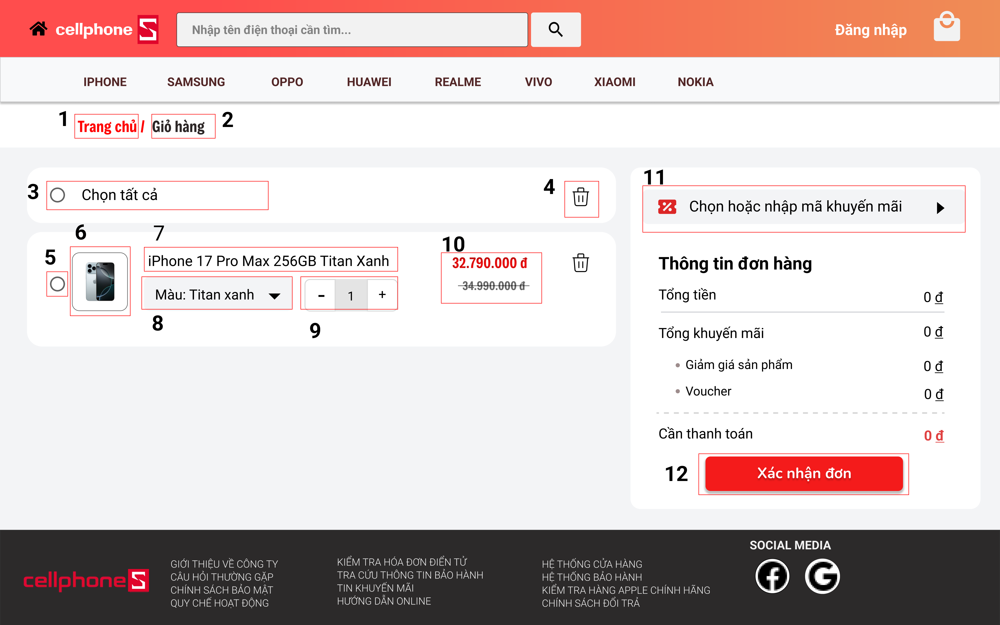 cellphone S
Nhập tên điện thoại cần tìm...
Đăng nhập
IPHONE SAMSUNG OPPO HUAWEI REALME VIVO XIAOMI NOKIA
1 Trang chủ / Giỏ hàng 2
3 Chọn tất cả 4
5 6 7
iPhone 17 Pro Max 256GB Titan Xanh
Màu: Titan xanh - 1 +
8 9
10
32.790.000 đ
34.990.000 đ
11
Chọn hoặc nhập mã khuyến mãi
Thông tin đơn hàng
Tổng tiền 0 đ
Tổng khuyến mãi 0 đ
Giảm giá sản phẩm 0 đ
Voucher 0 đ
Cần thanh toán 0 đ
12 Xác nhận đơn
cellphone S
GIỚI THIỆU VỀ CÔNG TY
CÂU HỎI THƯỜNG GẶP
CHÍNH SÁCH BẢO MẬT
QUY CHẾ HOẠT ĐỘNG
KIỂM TRA HÓA ĐƠN ĐIỂN TỬ
TRA CỨU THÔNG TIN BẢO HÀNH
TIN KHUYẾN MÃI
HƯỚNG DẪN ONLINE
HỆ THỐNG CỬA HÀNG
HỆ THỐNG BẢO HÀNH
KIỂM TRA HÀNG APPLE CHÍNH HÃNG
CHÍNH SÁCH ĐỔI TRẢ
SOCIAL MEDIA